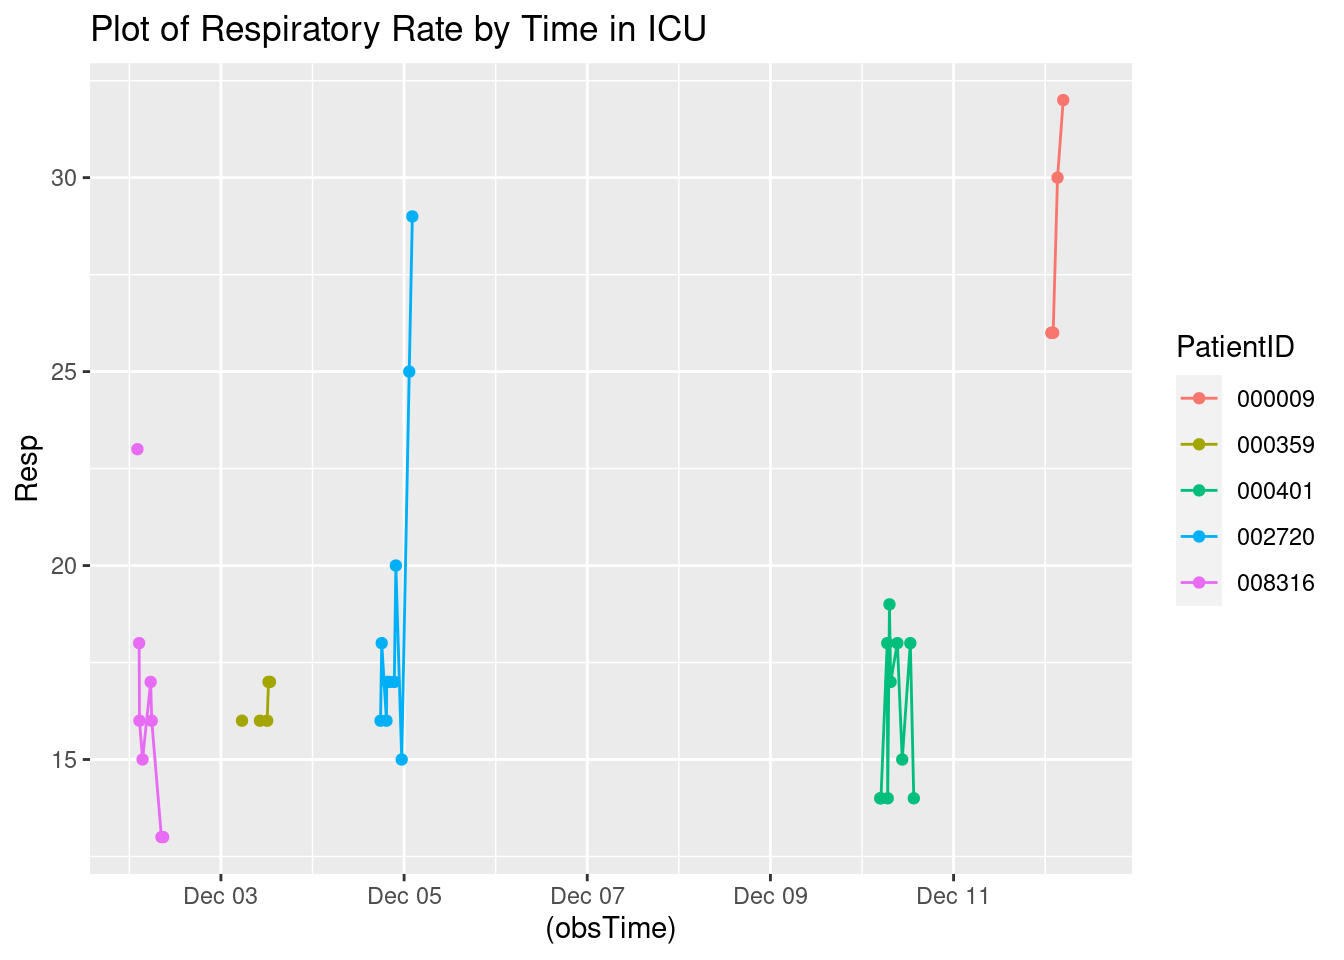 Plot of Respiratory Rate by Time in ICU
30
25
20
15
Resp
Dec 03
Dec 05
Dec 07
Dec 09
Dec 11
(obsTime)
PatientID
000009
000359
000401
002720
008316